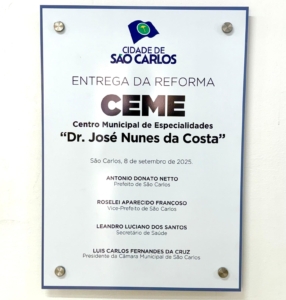 CIDADE DE
SÃO CARLOS
ENTREGA DA REFORMA
CEME
Centro Municipal de Especialidades
“Dr. José Nunes da Costa”
São Carlos, 8 de setembro de 2025.
ANTONIO DONATO NETTO
Prefeito de São Carlos
ROSELEI APARECIDO FRANÇOSO
Vice-Prefeito de São Carlos
LEANDRO LUCIANO DOS SANTOS
Secretário de Saúde
LUIS CARLOS FERNANDES DA CRUZ
Presidente da Câmara Municipal de São Carlos